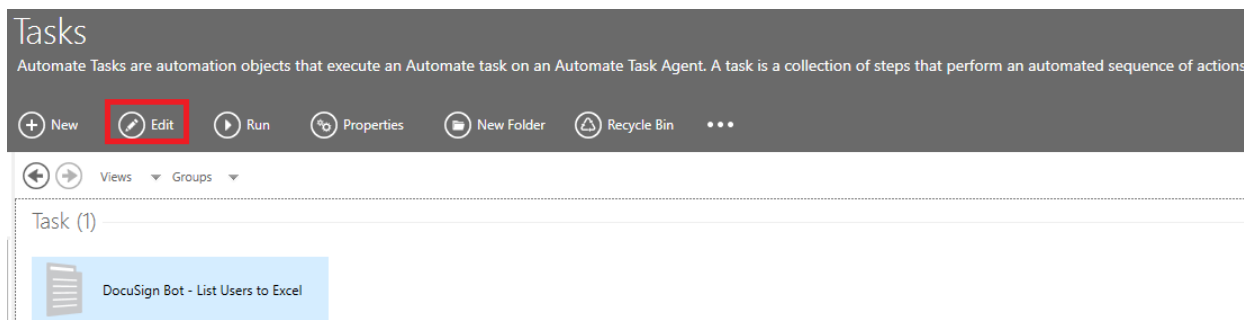 Tasks
Automate Tasks are automation objects that execute an Automate task on an Automate Task Agent. A task is a collection of steps that perform an automated sequence of actions
New Edit Run Properties New Folder Recycle Bin •••
Views Groups
Task (1)
DocuSign Bot - List Users to Excel